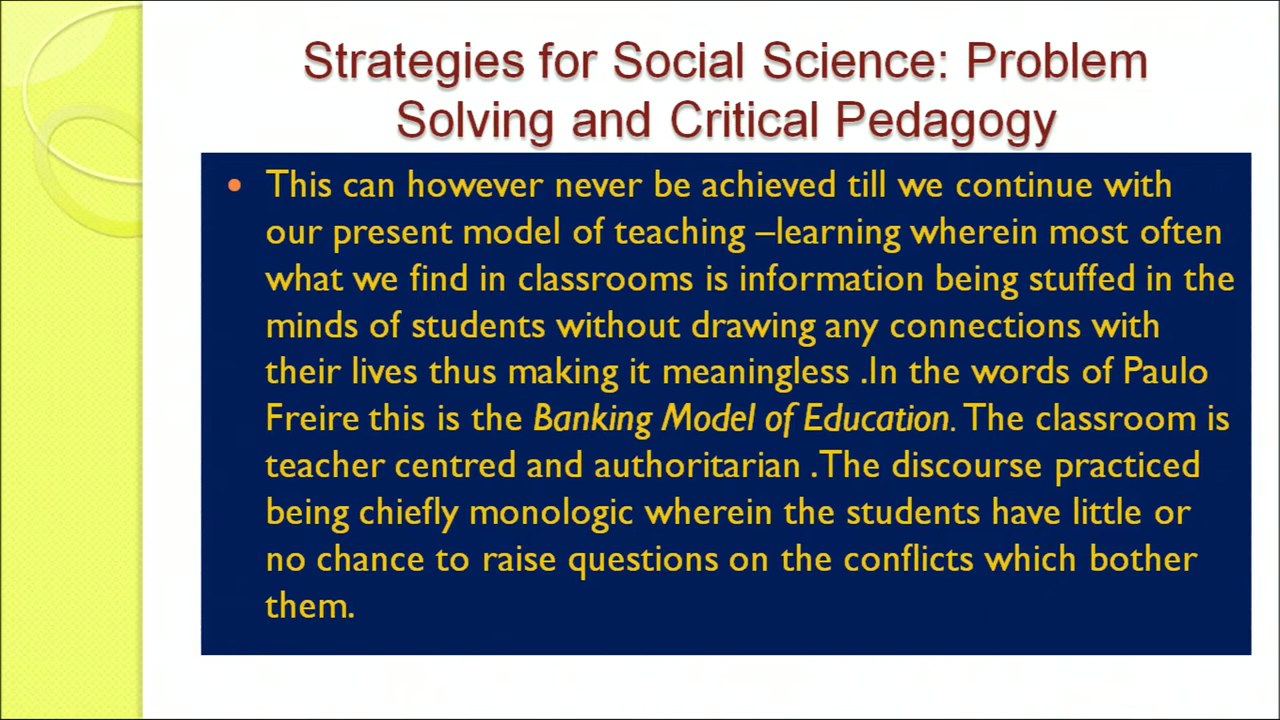 Strategies for Social Science: Problem
Solving and Critical Pedagogy
• This can however never be achieved till we continue with
our present model of teaching –learning wherein most often
what we find in classrooms is information being stuffed in the
minds of students without drawing any connections with
their lives thus making it meaningless .In the words of Paulo
Freire this is the Banking Model of Education. The classroom is
teacher centred and authoritarian .The discourse practiced
being chiefly monologic wherein the students have little or
no chance to raise questions on the conflicts which bother
them.